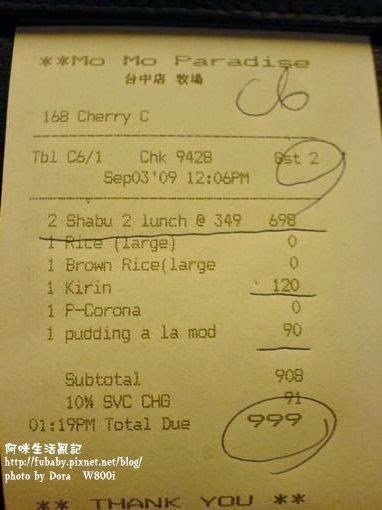 **Mo Mo Paradise
台中店 牧場
C6
168 Cherry C
Tbl C6/1 Chk 9428 Gst 2
Sep03'09 12:06PM
2 Shabu 2 lunch @ 349 698
1 Rice (large) 0
1 Brown Rice(large 0
1 Kirin 120
1 P-Corona 0
1 pudding a la mod 90
Subtotal 908
10% SVC CHG 91
01:19PM Total Due 999
阿咪生活亂記
http://fubaby.pixnet.net/blog/
photo by Dora W800i
** THANK YOU **